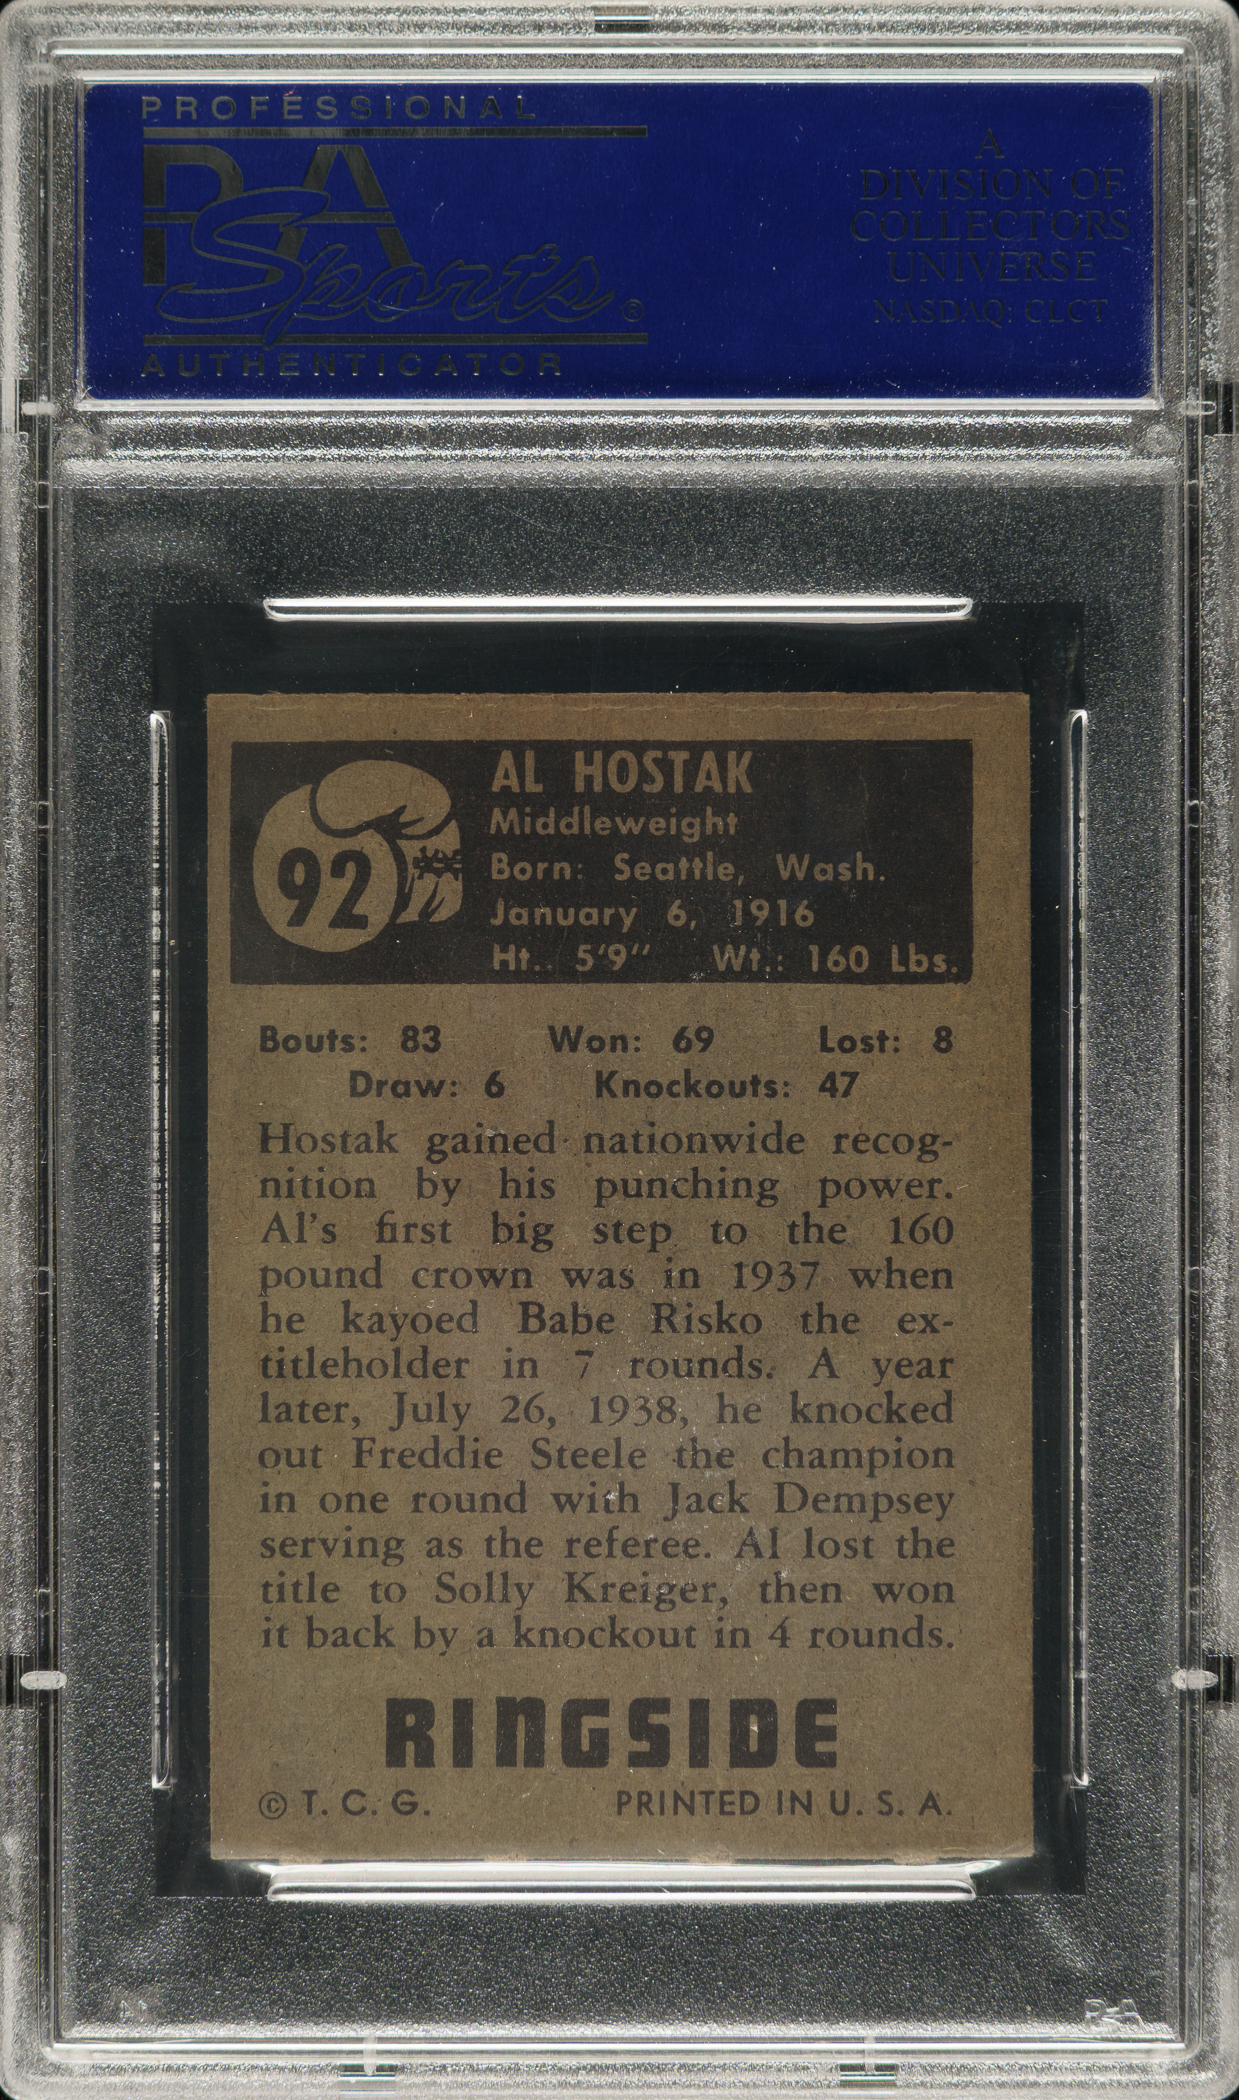 PROFESSIONAL
PSA
Sports®
AUTHENTICATOR
A
DIVISION OF
COLLECTORS
UNIVERSE
NASDAQ: CLCT
92
AL HOSTAK
Middleweight
Born: Seattle, Wash.
January 6, 1916
Ht.. 5'9" Wt.: 160 Lbs.
Bouts: 83 Won: 69 Lost: 8
Draw: 6 Knockouts: 47
Hostak gained nationwide recog-
nition by his punching power.
Al's first big step to the 160
pound crown was in 1937 when
he kayoed Babe Risko the ex-
titleholder in 7 rounds. A year
later, July 26, 1938, he knocked
out Freddie Steele the champion
in one round with Jack Dempsey
serving as the referee. Al lost the
title to Solly Kreiger, then won
it back by a knockout in 4 rounds.
RINGSIDE
© T. C. G. PRINTED IN U. S. A.
PSA